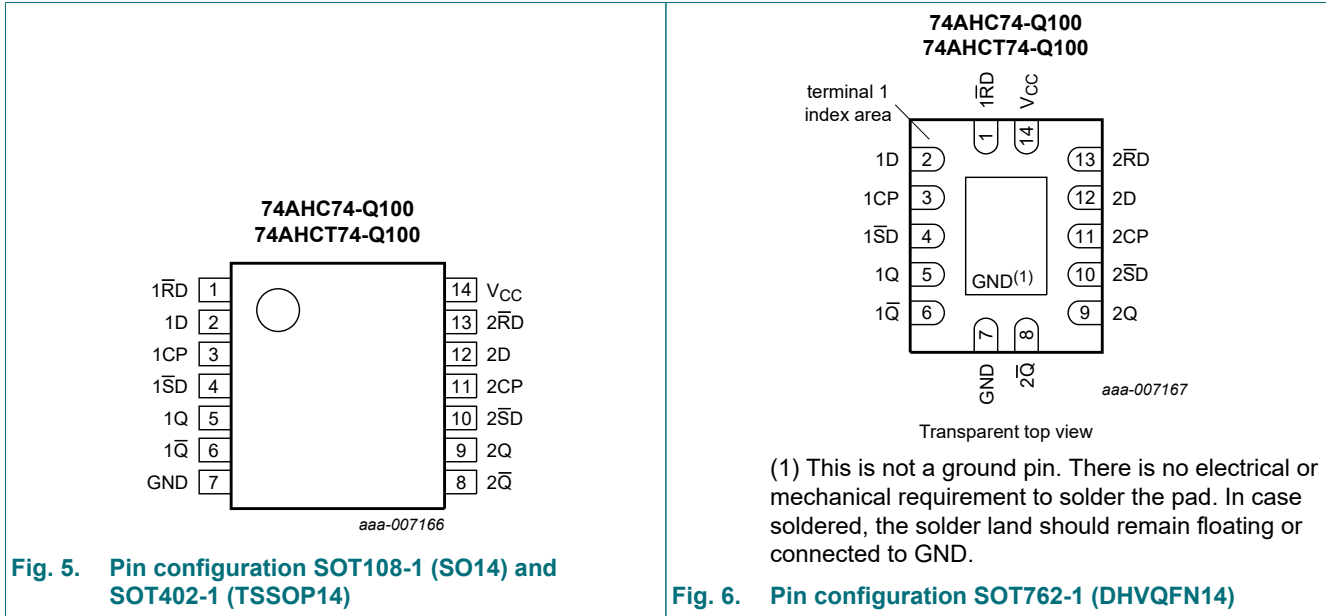 74AHC74-Q100
74AHCT74-Q100
1R̅D 1
1D 2
1CP 3
1S̅D 4
1Q 5
1Q̅ 6
GND 7
14 VCC
13 2R̅D
12 2D
11 2CP
10 2S̅D
9 2Q
8 2Q̅
aaa-007166
Fig. 5. Pin configuration SOT108-1 (SO14) and
SOT402-1 (TSSOP14)
74AHC74-Q100
74AHCT74-Q100
terminal 1
index area
1R̅D
VCC
1
14
1D 2
1CP 3
1S̅D 4
1Q 5
1Q̅ 6
13 2R̅D
12 2D
11 2CP
10 2S̅D
9 2Q
GND(1)
7
8
GND
2Q̅
aaa-007167
Transparent top view
(1) This is not a ground pin. There is no electrical or
mechanical requirement to solder the pad. In case
soldered, the solder land should remain floating or
connected to GND.
Fig. 6. Pin configuration SOT762-1 (DHVQFN14)